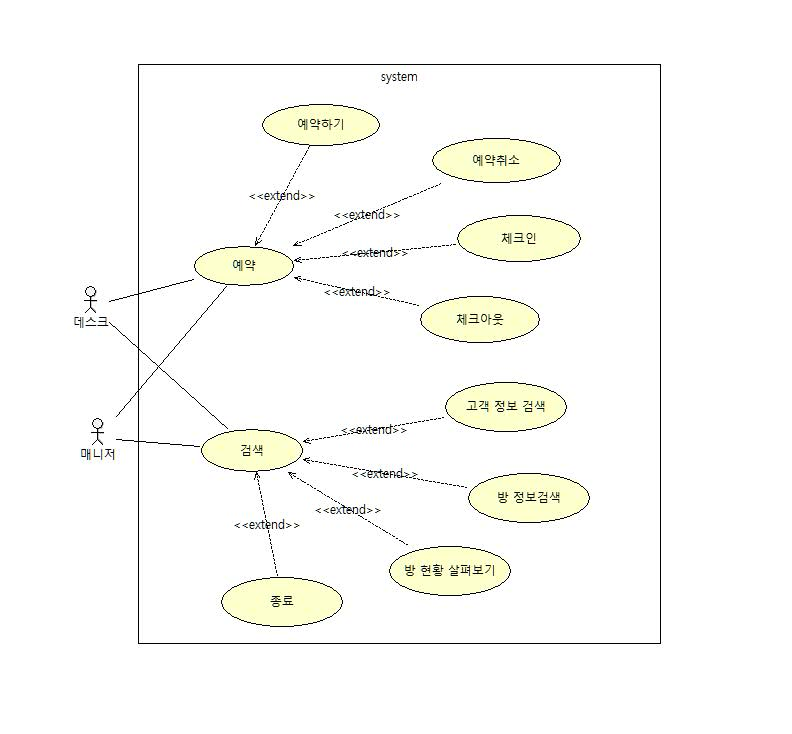 system
예약하기
예약취소
<<extend>>
<<extend>>
체크인
<<extend>>
예약
<<extend>>
체크아웃
데스크
고객 정보 검색
<<extend>>
매니저
검색
<<extend>>
방 정보검색
<<extend>>
<<extend>>
방 현황 살펴보기
종료